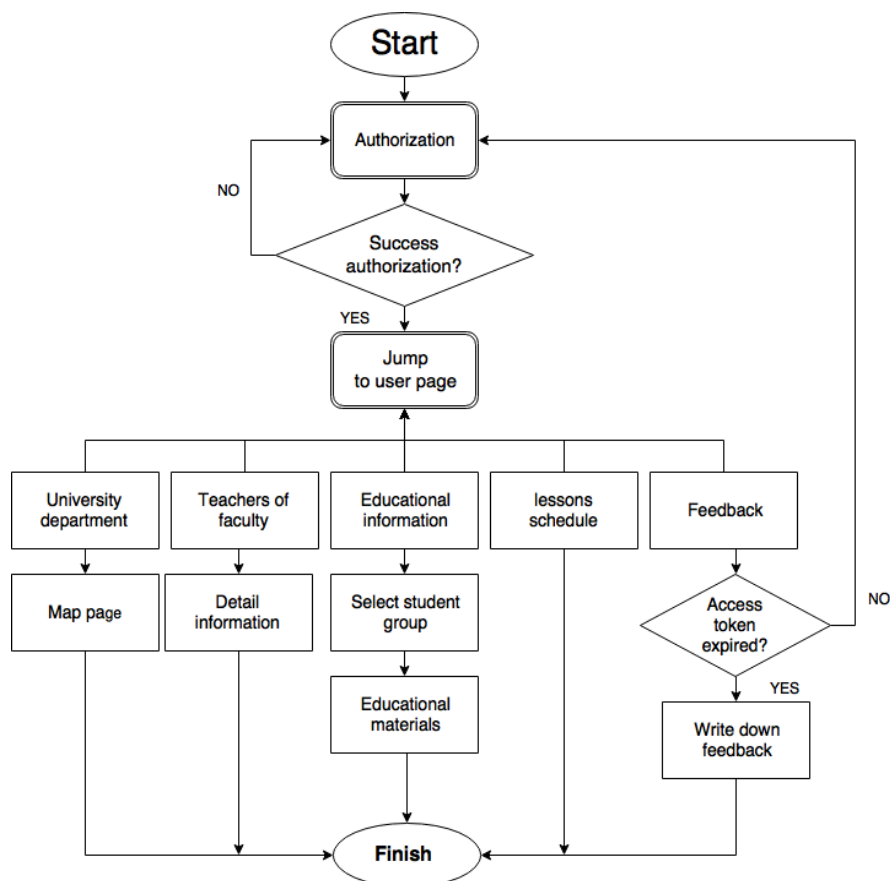 Start
Authorization
NO
Success
authorization?
YES
Jump
to user page
University
department
Teachers of
faculty
Educational
information
lessons
schedule
Feedback
Map page
Detail
information
Select student
group
Access
token
expired?
NO
YES
Educational
materials
Write down
feedback
Finish